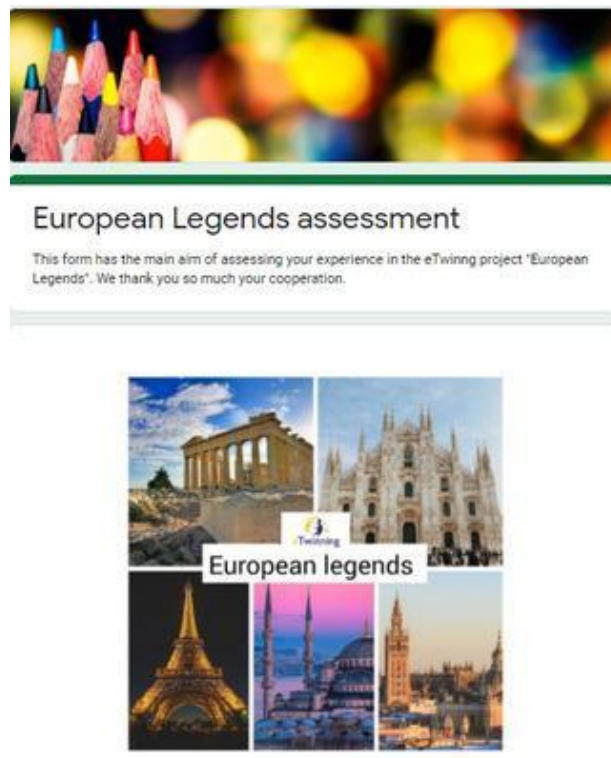 European Legends assessment
This form has the main aim of assessing your experience in the eTwinng project "European
Legends". We thank you so much your cooperation.
eTwinning
European legends